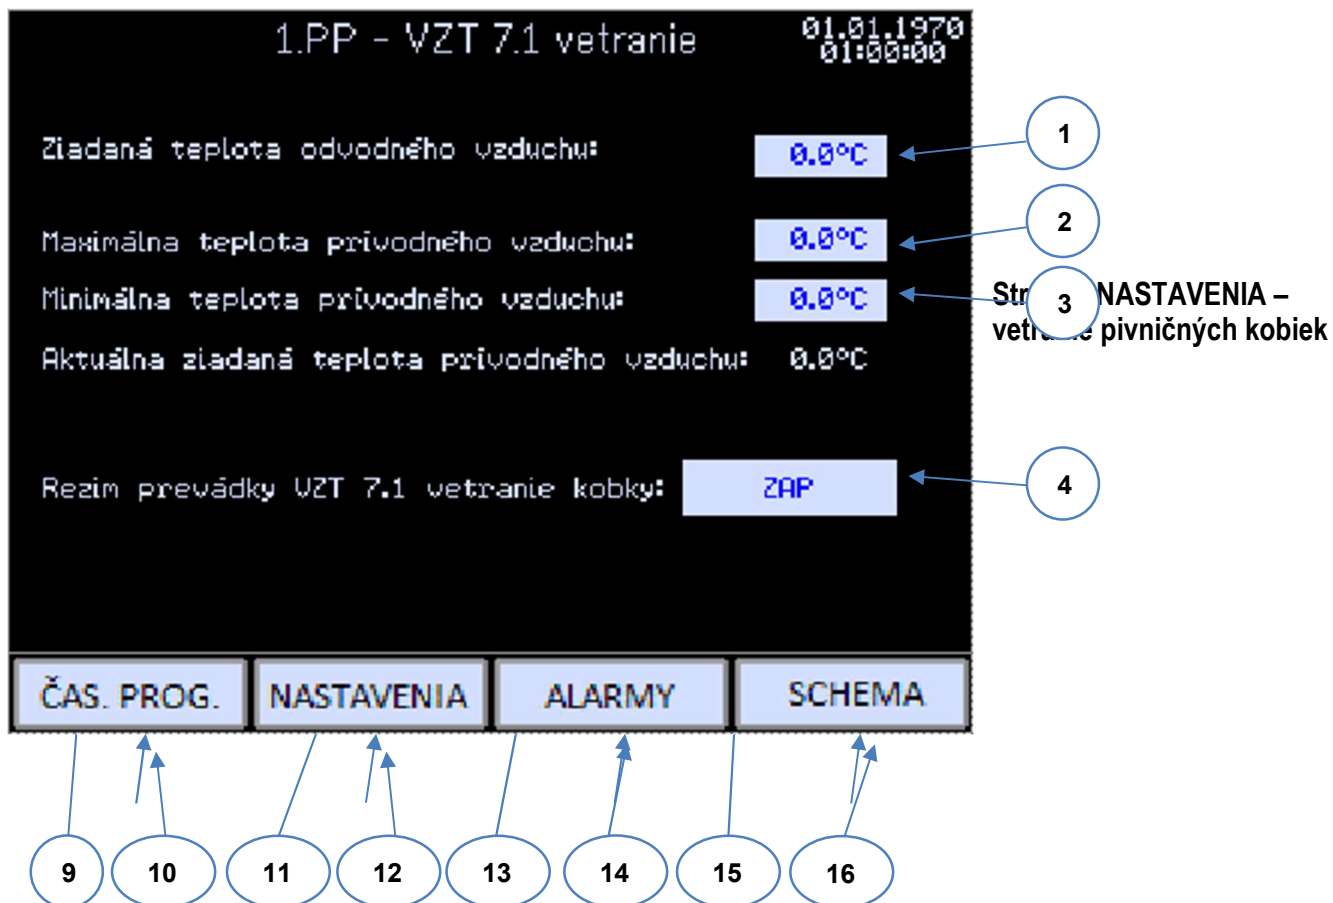 1.PP - VZT 7.1 vetranie
01.01.1970
01:00:00
Ziadaná teplota odvodného vzduchu:
0.0°C
1
Maximálna teplota prívodného vzduchu:
0.0°C
2
Minimálna teplota prívodného vzduchu:
0.0°C
3
NASTAVENIA –
pivničných kobiek
Aktuálna ziadaná teplota prívodného vzduchu:
0.0°C
Rezim prevádky VZT 7.1 vetranie kobky:
ZAP
4
ČAS. PROG.
NASTAVENIA
ALARMY
SCHEMA
9
10
11
12
13
14
15
16